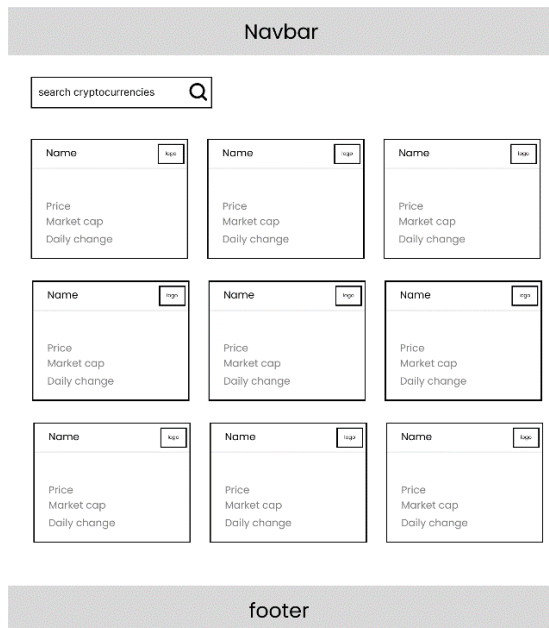 Navbar
search cryptocurrencies
Name logo Name logo Name logo
Price Price Price
Market cap Market cap Market cap
Daily change Daily change Daily change
Name logo Name logo Name logo
Price Price Price
Market cap Market cap Market cap
Daily change Daily change Daily change
Name logo Name logo Name logo
Price Price Price
Market cap Market cap Market cap
Daily change Daily change Daily change
footer